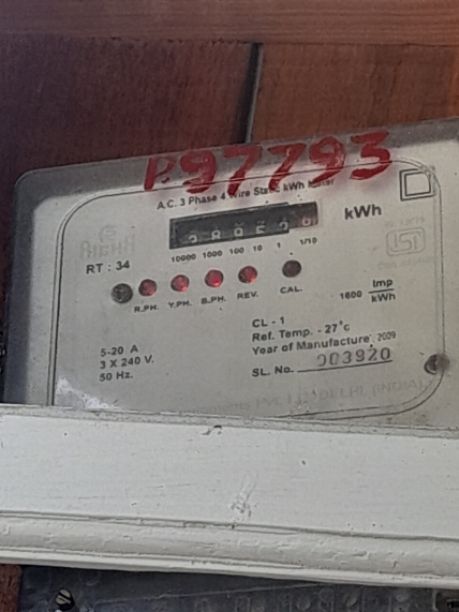 P97793
A.C. 3 Phase 4 Wire Static kWh Meter
kWh
10000 1000 100 10 1 1/10
RT : 34
R.PH. Y.PH. B.PH. REV. CAL.
1600 Imp
kWh
CL - 1
Ref. Temp. - 27°c
Year of Manufacture 2009
SL. No. 003920
5-20 A
3 X 240 V.
50 Hz.